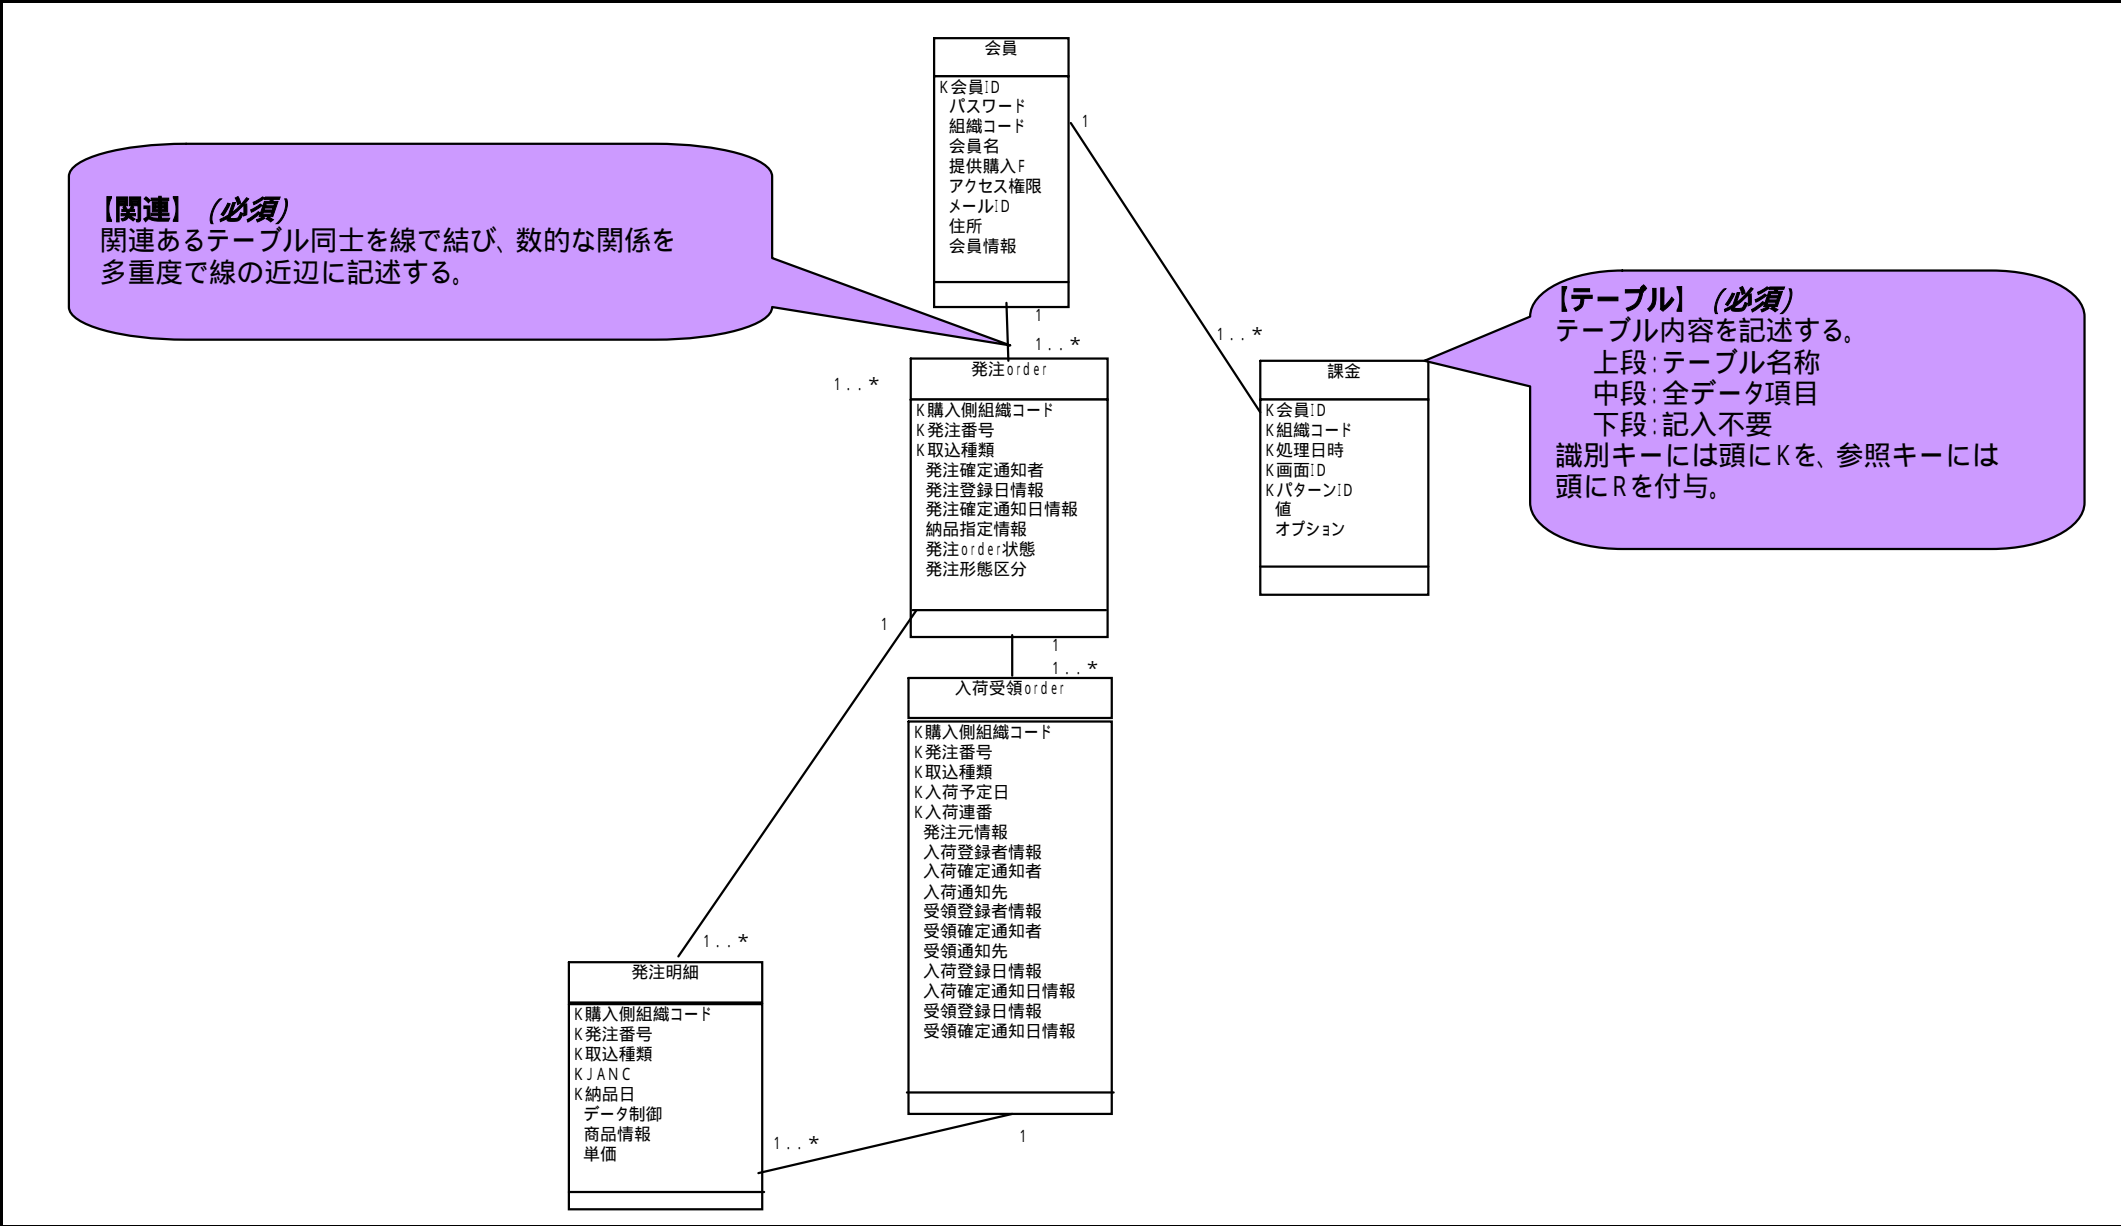 会員
K会員ID
パスワード
組織コード
会員名
提供購入F
アクセス権限
メールID
住所
会員情報
1
1
1..*
1..*
【関連】(必須)
関連あるテーブル同士を線で結び、数的な関係を
多重度で線の近辺に記述する。
【テーブル】(必須)
テーブル内容を記述する。
上段:テーブル名称
中段:全データ項目
下段:記入不要
識別キーには頭にKを、参照キーには
頭にRを付与。
1..*
発注order
K購入側組織コード
K発注番号
K取込種類
発注確定通知者
発注登録日情報
発注確定通知日情報
納品指定情報
発注order状態
発注形態区分
課金
K会員ID
K組織コード
K処理日時
K画面ID
KパターンID
値
オプション
1
1
1..*
入荷受領order
K購入側組織コード
K発注番号
K取込種類
K入荷予定日
K入荷連番
発注元情報
入荷登録者情報
入荷確定通知者
入荷通知先
受領登録者情報
受領確定通知者
受領通知先
入荷登録日情報
入荷確定通知日情報
受領登録日情報
受領確定通知日情報
1..*
発注明細
K購入側組織コード
K発注番号
K取込種類
KJANC
K納品日
データ制御
商品情報
単価
1..*
1